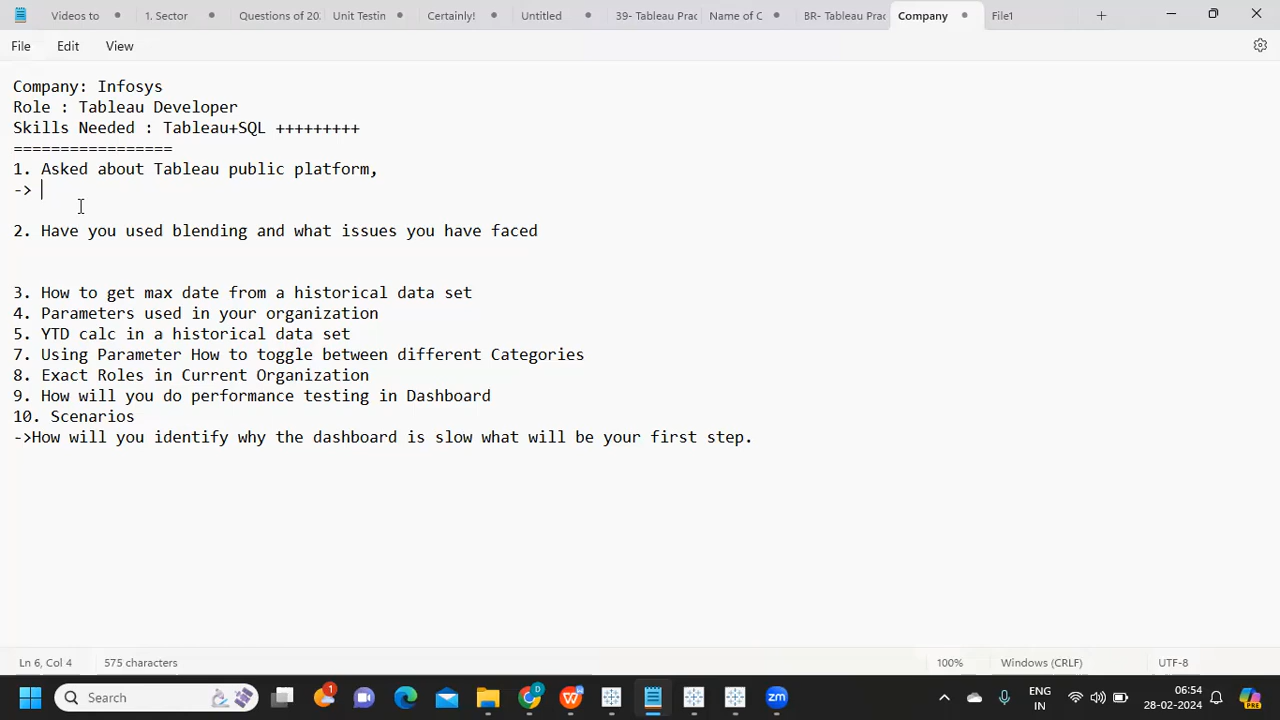 Videos to
1. Sector
Questions of 20
Unit Testin
Certainly!
Untitled
39- Tableau Prac
Name of C
BR- Tableau Prac
Company
File1
File
Edit
View
Company: Infosys
Role : Tableau Developer
Skills Needed : Tableau+SQL +++++++++
=================
1. Asked about Tableau public platform,
->
2. Have you used blending and what issues you have faced
3. How to get max date from a historical data set
4. Parameters used in your organization
5. YTD calc in a historical data set
7. Using Parameter How to toggle between different Categories
8. Exact Roles in Current Organization
9. How will you do performance testing in Dashboard
10. Scenarios
->How will you identify why the dashboard is slow what will be your first step.
Ln 6, Col 4
575 characters
100%
Windows (CRLF)
UTF-8
Search
1
D
W
zm
ENG
IN
06:54
28-02-2024
PRE